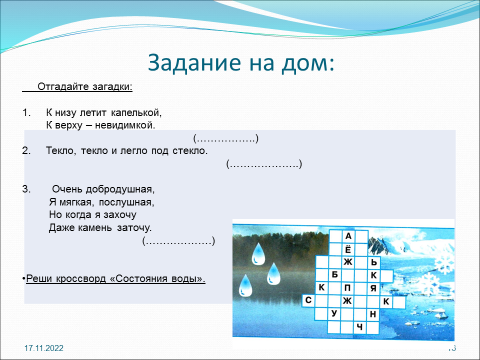 Задание на дом:
Отгадайте загадки:
1. К низу летит капелькой,
К верху – невидимкой.
(……………..)
2. Текло, текло и легло под стекло.
(………………..)
3. Очень добродушная,
Я мягкая, послушная,
Но когда я захочу
Даже камень заточу.
(………………)
•Реши кроссворд «Состояния воды».
А
Ё
Ж Ь
Б К
К П Я
С Ж К
У Н
Ч
17.11.2022